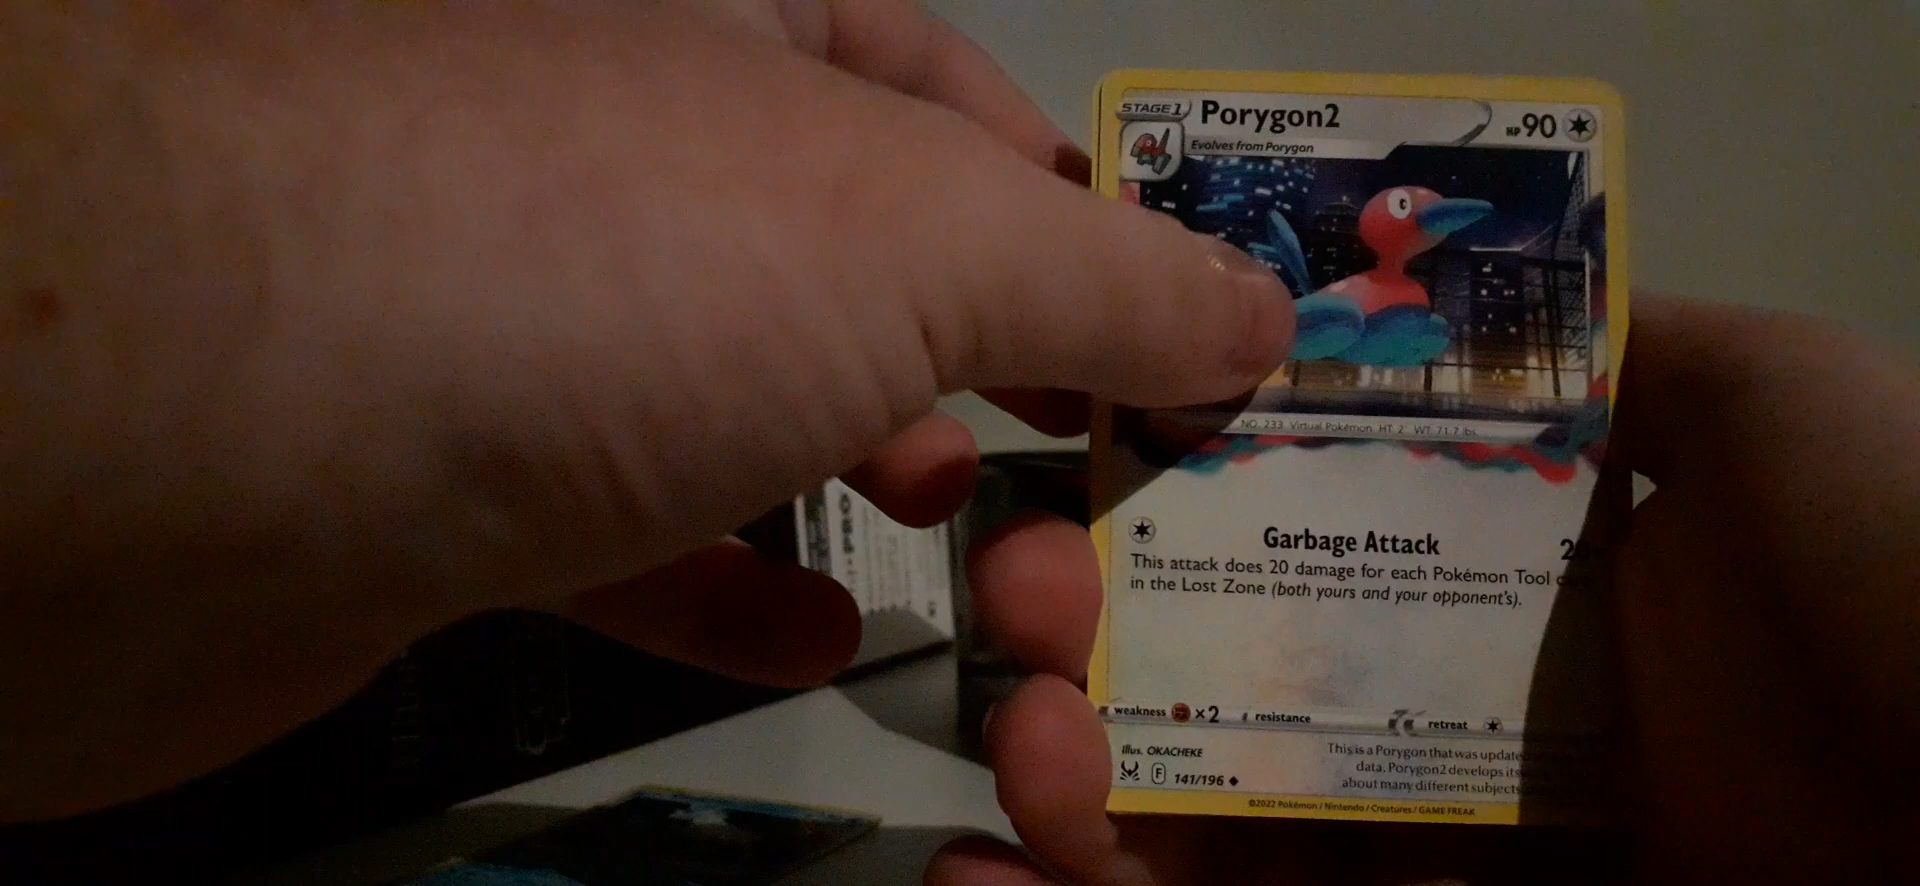 STAGE 1
Porygon2
HP 90
Evolves from Porygon
NO. 233 Virtual Pokémon HT: 2' WT: 71.7 lbs
Garbage Attack
This attack does 20 damage for each Pokémon Tool
in the Lost Zone (both yours and your opponent's).
weakness ×2 resistance retreat
Illus. OKACHEKE
F 141/196
This is a Porygon that was update
data. Porygon2 develops its
about many different subjects
©2022 Pokémon / Nintendo / Creatures / GAME FREAK